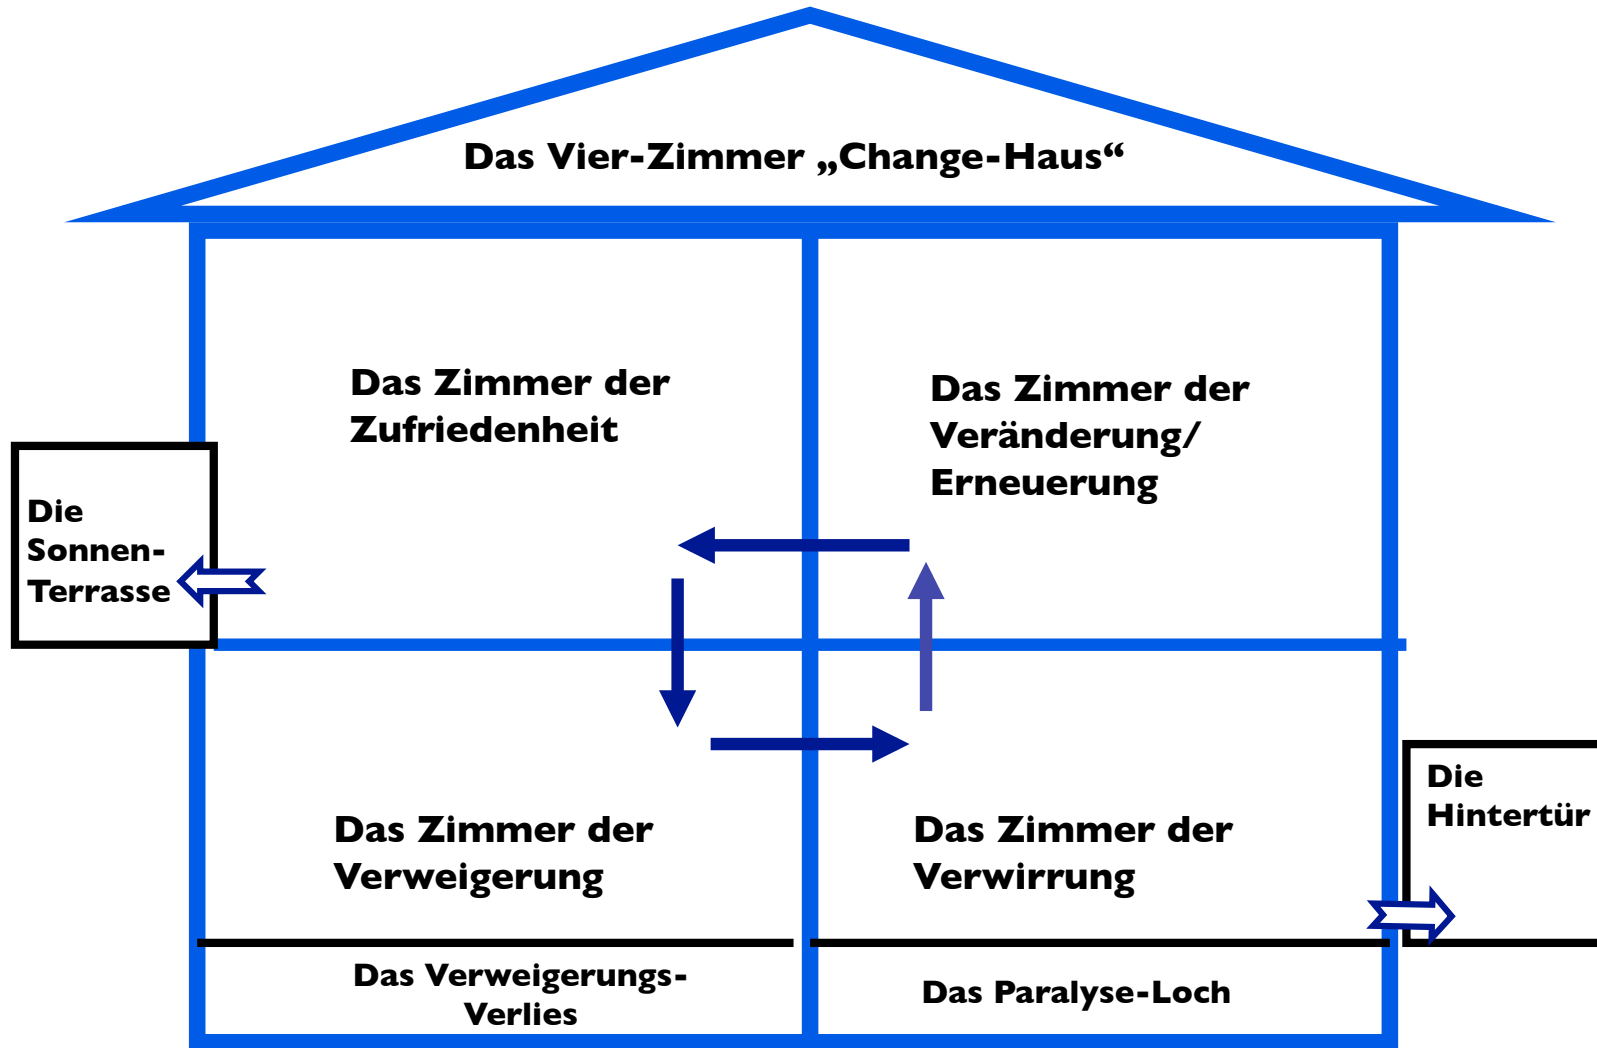 Das Vier-Zimmer „Change-Haus“
Das Zimmer der
Zufriedenheit
Das Zimmer der
Veränderung/
Erneuerung
Die
Sonnen-
Terrasse
Das Zimmer der
Verweigerung
Das Zimmer der
Verwirrung
Die
Hintertür
Das Verweigerungs-
Verlies
Das Paralyse-Loch